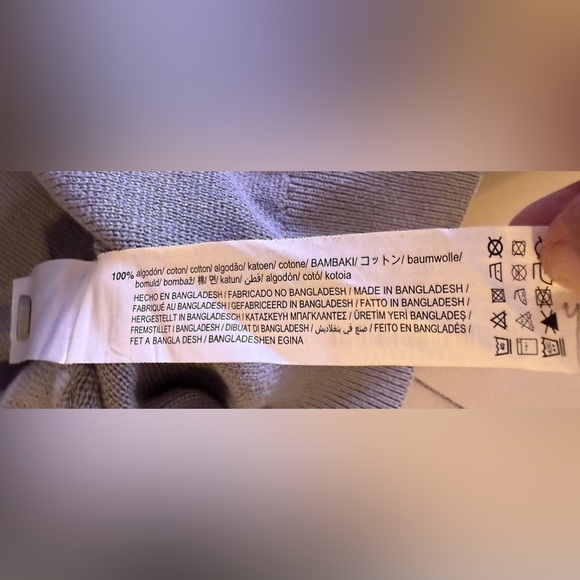 100% algodón/ coton/ cotton/ algodão/ katoen/ cotone/ BAMBAKI/ コットン/ baumwolle/
bomuld/ bombaž/ 棉/ 면/ katun/ قطن/ algodón/ cotó/ kotoia
HECHO EN BANGLADESH / FABRICADO NO BANGLADESH / MADE IN BANGLADESH /
FABRIQUÉ AU BANGLADESH / GEFABRICEERD IN BANGLADESH / FATTO IN BANGLADESH /
HERGESTELLT IN BANGLADESCH / ΚΑΤΑΣΚΕΥΗ ΜΠΑΓΚΛΑΝΤΕΣ / ÜRETİM YERİ BANGLADEŞ /
FREMSTILLET I BANGLADESH / DIBUAT DI BANGLADESH / صنع في بنغلاديش / FEITO EN BANGLADÉS /
FET A BANGLA DESH / BANGLADESHEN EGINA